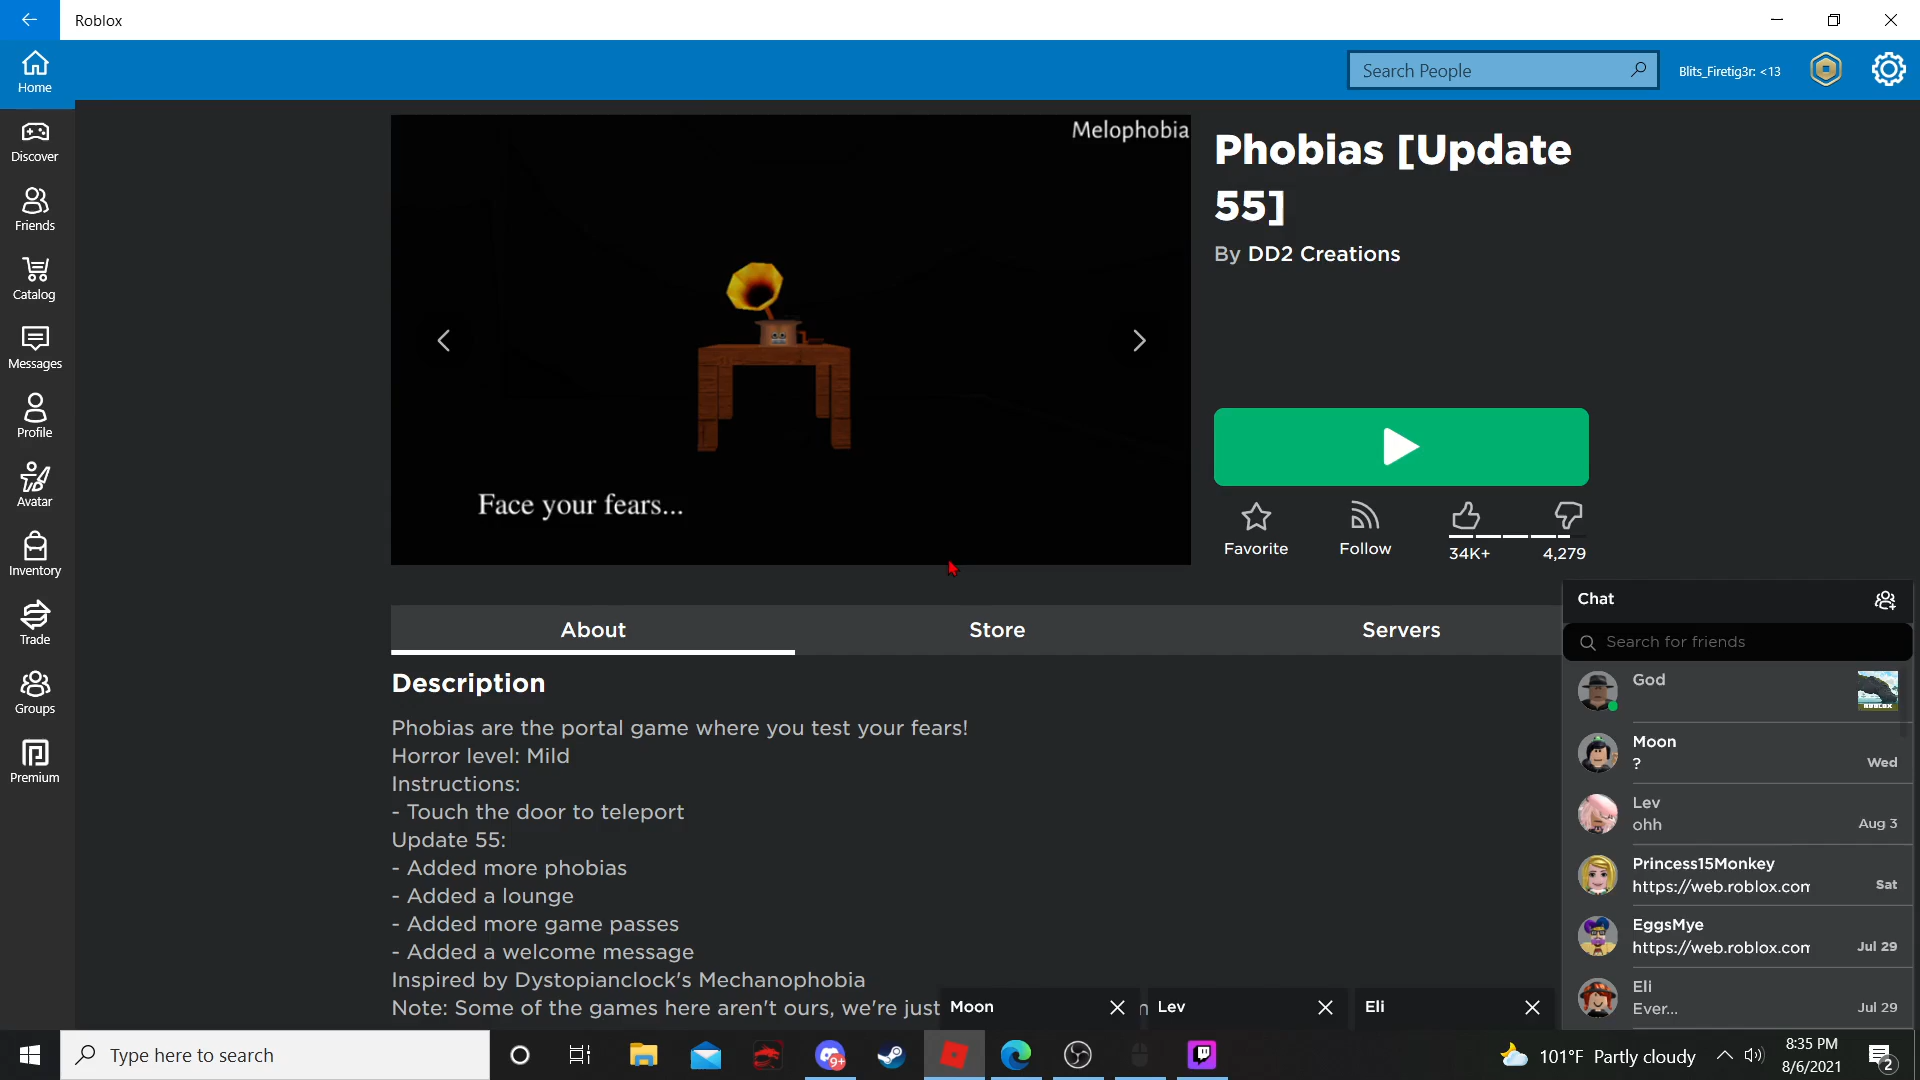 Roblox
Home
Search People
Blits_Firetig3r: <13
Discover
Friends
Catalog
Messages
Profile
Avatar
Inventory
Trade
Groups
Premium
Melophobia
Face your fears...
Phobias [Update
55]
By DD2 Creations
Favorite
Follow
34K+
4,279
About
Store
Servers
Description
Phobias are the portal game where you test your fears!
Horror level: Mild
Instructions:
- Touch the door to teleport
Update 55:
- Added more phobias
- Added a lounge
- Added more game passes
- Added a welcome message
Inspired by Dystopianclock's Mechanophobia
Note: Some of the games here aren't ours, we're just
Chat
Search for friends
God
ROBLOX
Moon
?
Wed
Lev
ohh
Aug 3
Princess15Monkey
https://web.roblox.com
Sat
EggsMye
https://web.roblox.com
Jul 29
Eli
Ever...
Jul 29
Moon
Lev
Eli
Type here to search
9+
101°F Partly cloudy
8:35 PM
8/6/2021
2